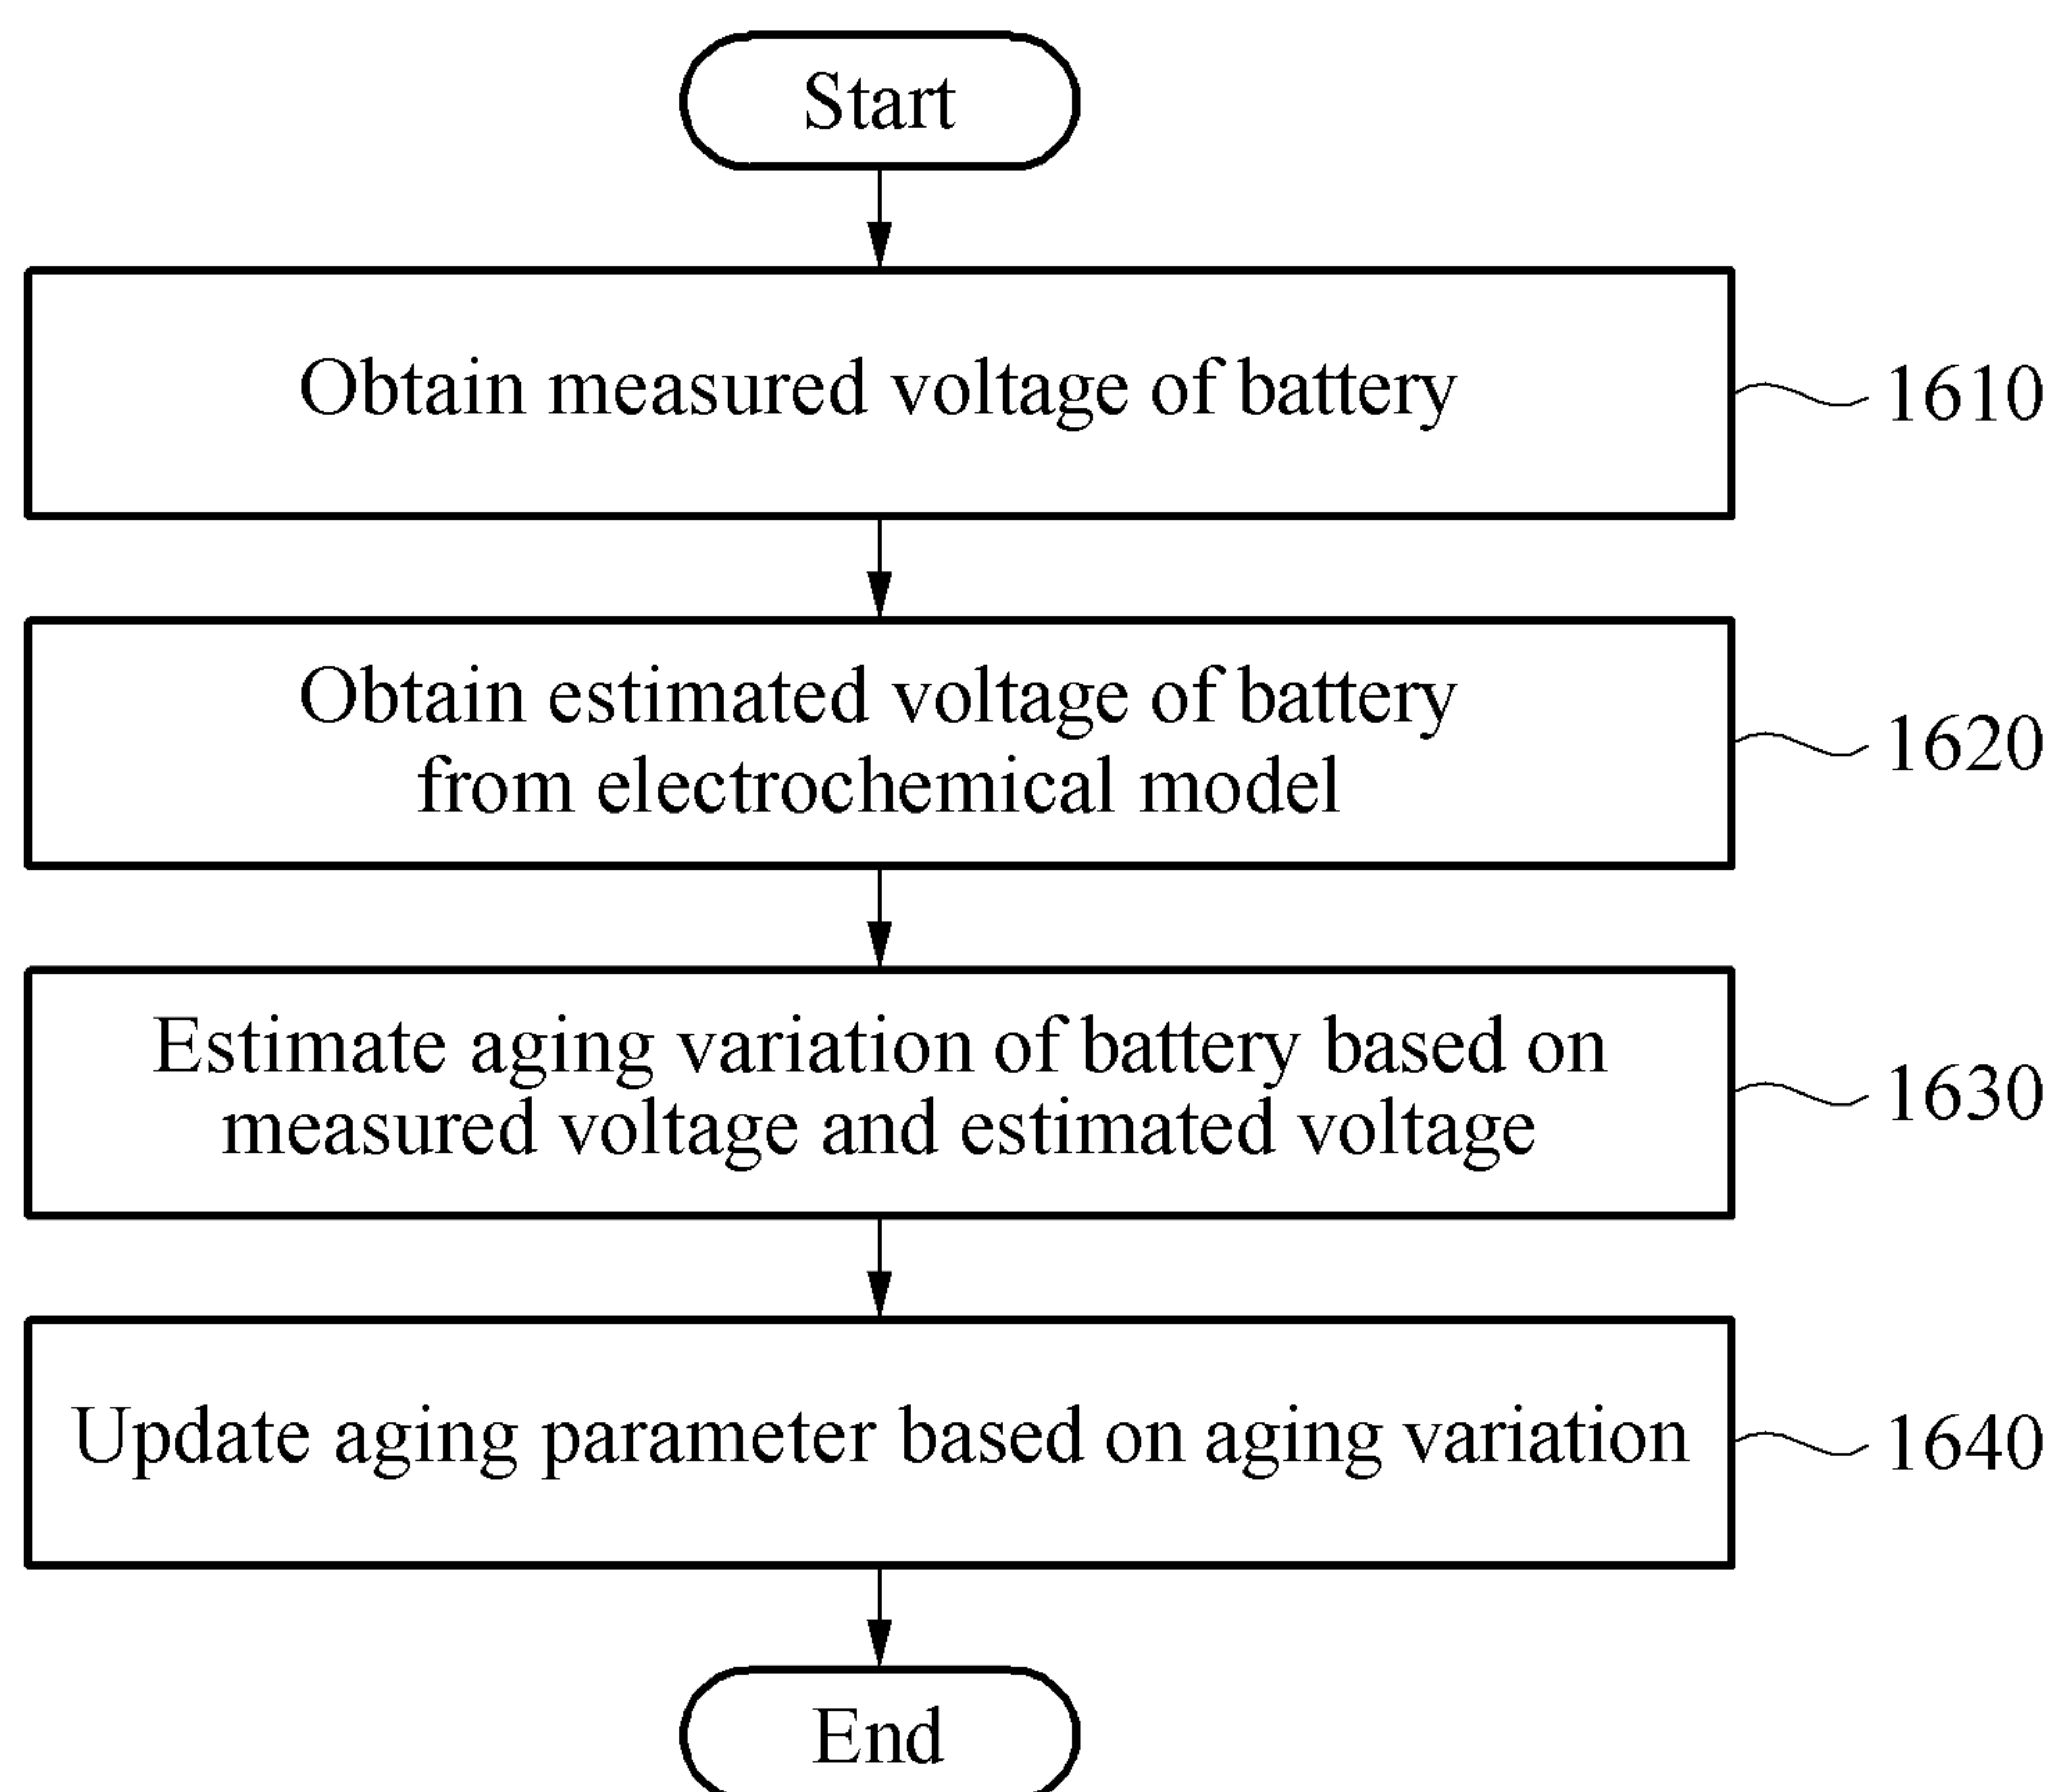 Start
Obtain measured voltage of battery
1610
Obtain estimated voltage of battery
from electrochemical model
1620
Estimate aging variation of battery based on
measured voltage and estimated voltage
1630
Update aging parameter based on aging variation
1640
End